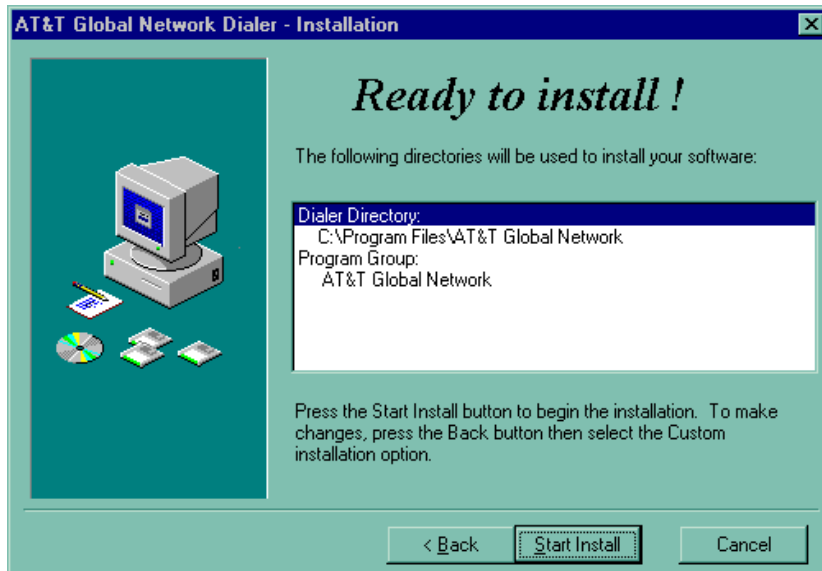 AT&T Global Network Dialer - Installation
Ready to install !
The following directories will be used to install your software:
Dialer Directory:
C:\Program Files\AT&T Global Network
Program Group:
AT&T Global Network
Press the Start Install button to begin the installation. To make
changes, press the Back button then select the Custom
installation option.
< Back
Start Install
Cancel